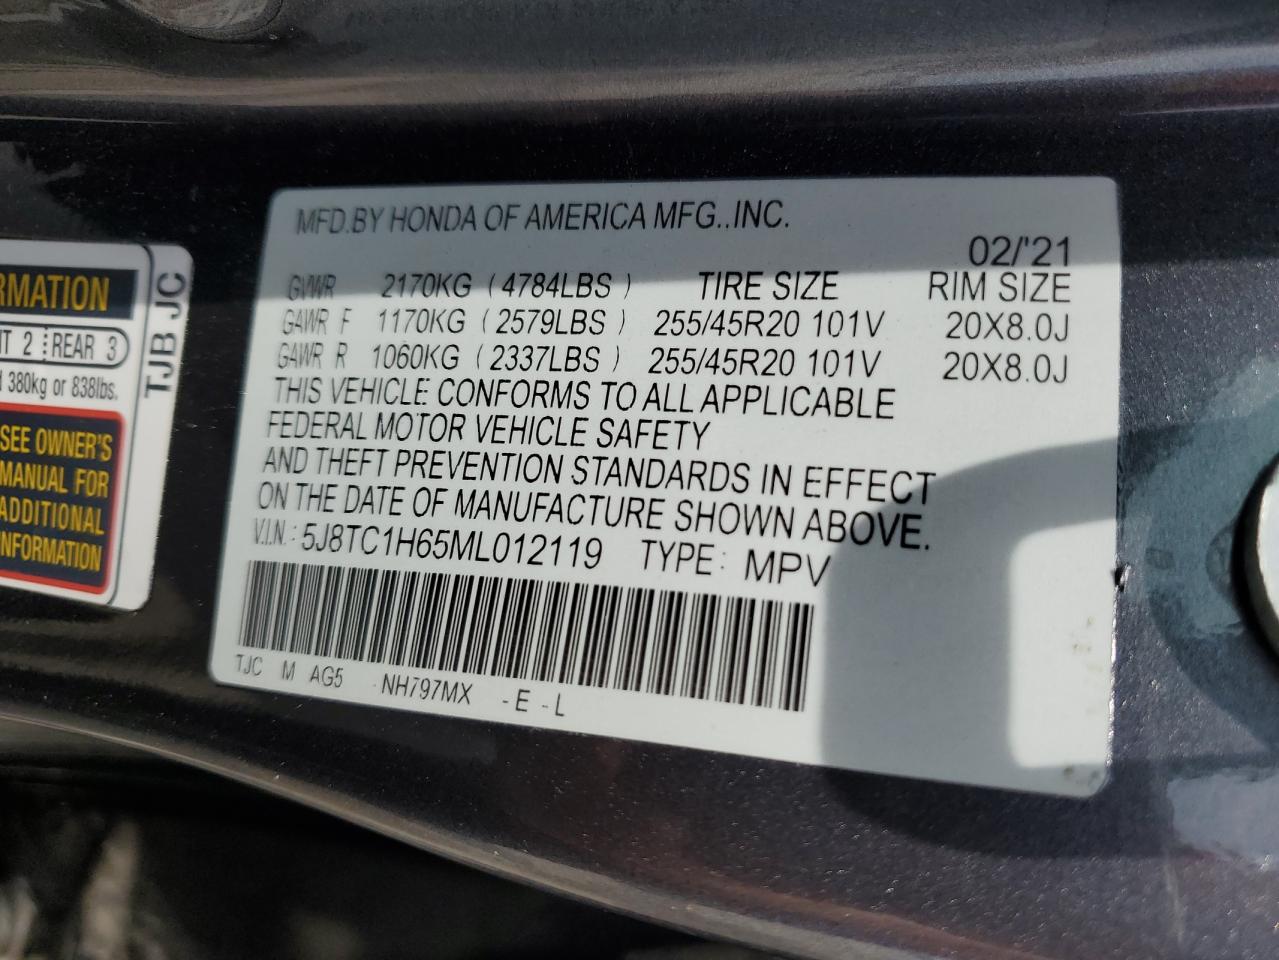 MFD.BY HONDA OF AMERICA MFG.,INC.
02/'21
GVWR 2170KG (4784LBS) TIRE SIZE RIM SIZE
GAWR F 1170KG (2579LBS) 255/45R20 101V 20X8.0J
GAWR R 1060KG (2337LBS) 255/45R20 101V 20X8.0J
THIS VEHICLE CONFORMS TO ALL APPLICABLE
FEDERAL MOTOR VEHICLE SAFETY
AND THEFT PREVENTION STANDARDS IN EFFECT
ON THE DATE OF MANUFACTURE SHOWN ABOVE.
V.I.N.: 5J8TC1H65ML012119 TYPE: MPV
TJC M AG5 -NH797MX -E -L
RMATION
2 REAR 3
380kg or 838lbs.
TJB JC
SEE OWNER'S
MANUAL FOR
ADDITIONAL
INFORMATION